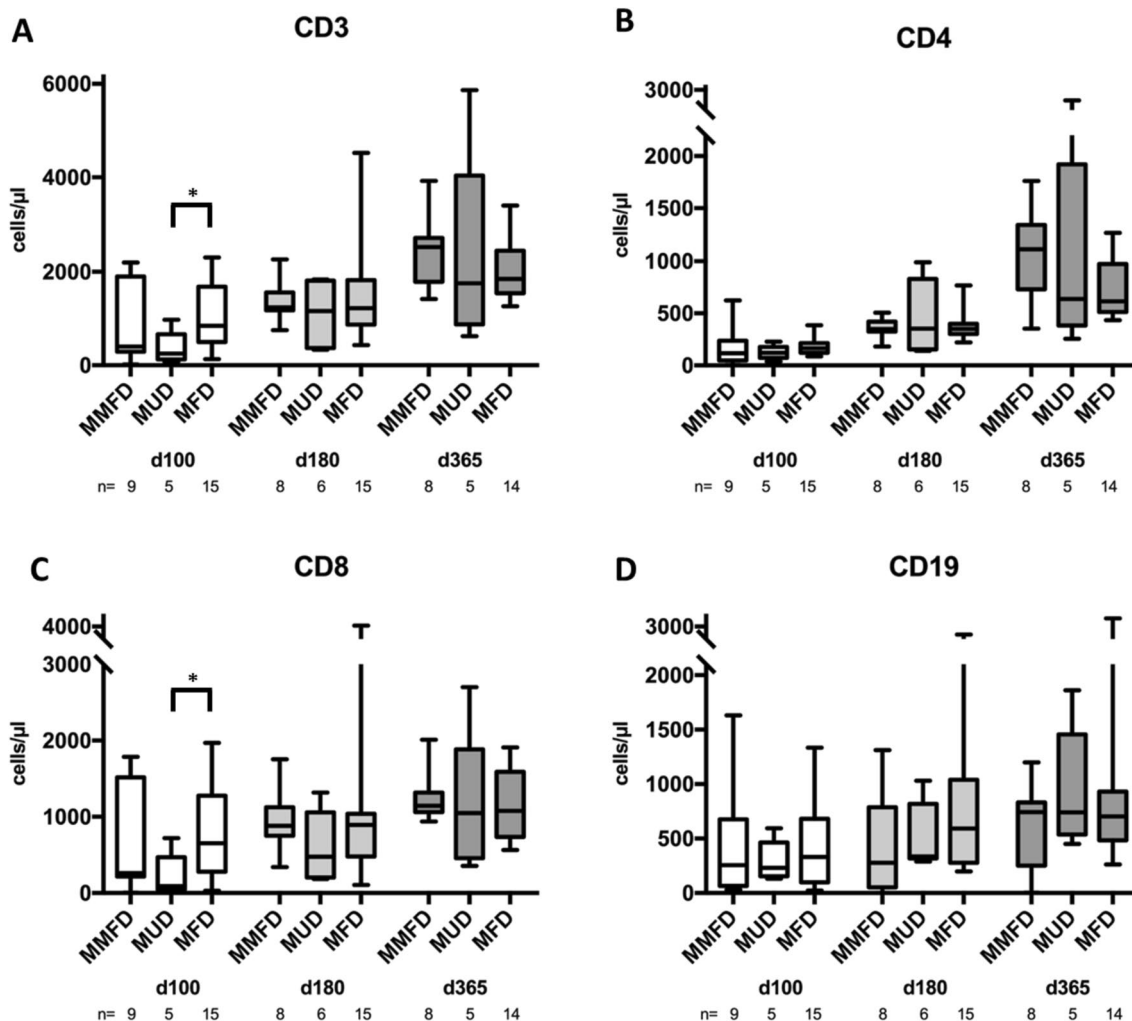 A
CD3
6000
4000
2000
0
cells/µl
*
MMFD MUD MFD MMFD MUD MFD MMFD MUD MFD
d100 d180 d365
n= 9 5 15 8 6 15 8 5 14
B
CD4
3000
2000
1500
1000
500
0
cells/µl
MMFD MUD MFD MMFD MUD MFD MMFD MUD MFD
d100 d180 d365
n= 9 5 15 8 6 15 8 5 14
C
CD8
4000
3000
2000
1000
0
cells/µl
*
MMFD MUD MFD MMFD MUD MFD MMFD MUD MFD
d100 d180 d365
n= 9 5 15 8 6 15 8 5 14
D
CD19
3000
2000
1500
1000
500
0
cells/µl
MMFD MUD MFD MMFD MUD MFD MMFD MUD MFD
d100 d180 d365
n= 9 5 15 8 6 15 8 5 14